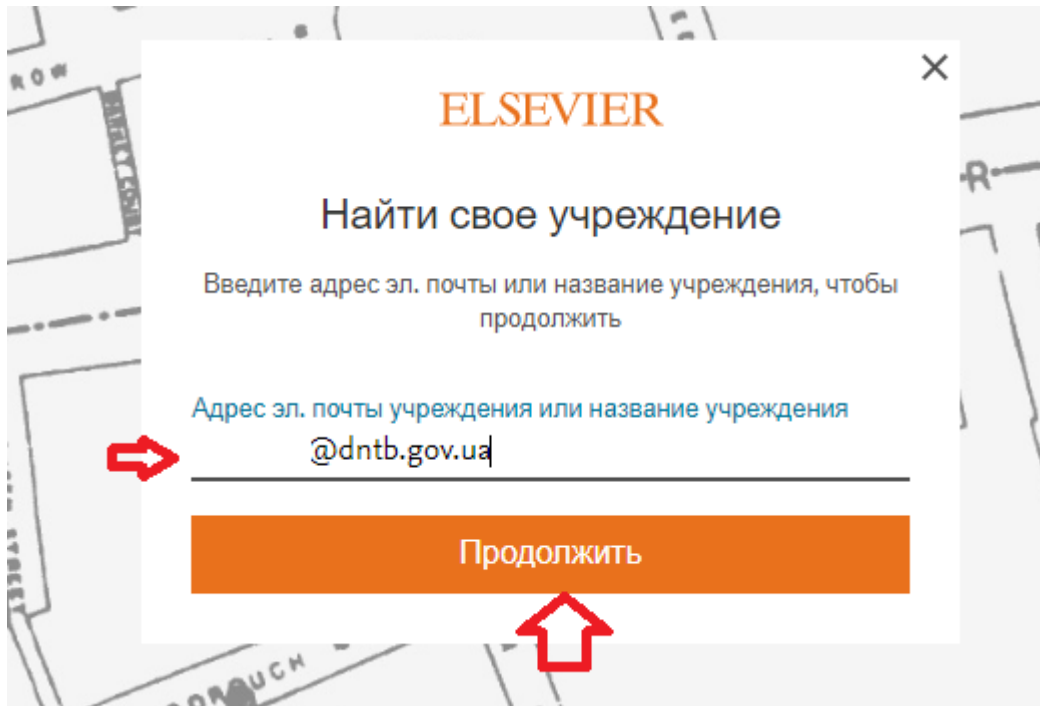 ROW
ELSEVIER
Найти свое учреждение
Введите адрес эл. почты или название учреждения, чтобы
продолжить
Адрес эл. почты учреждения или название учреждения
@dntb.gov.ua
Продолжить